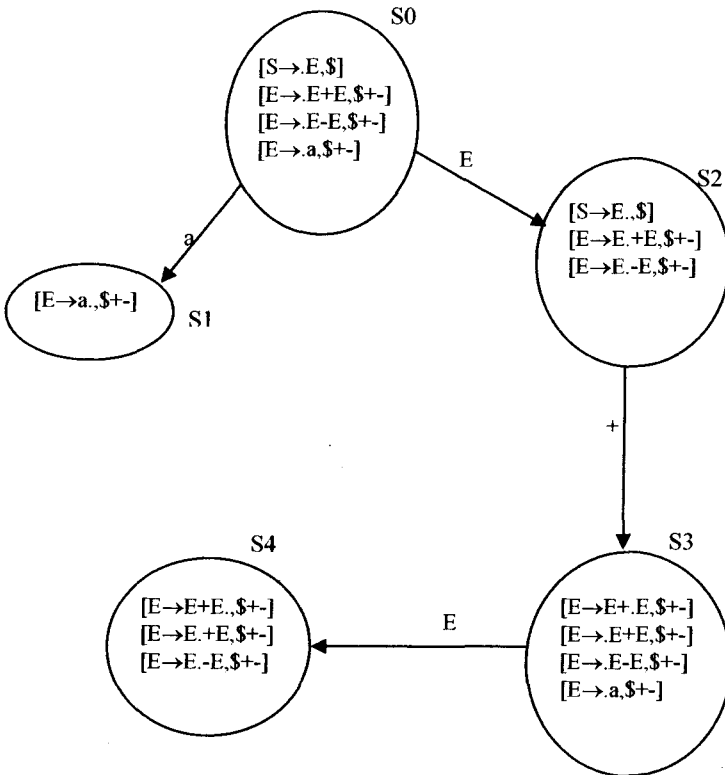 S0
[S→.E,$]
[E→.E+E,$+-]
[E→.E-E,$+-]
[E→.a,$+-]
E
S2
[S→E.,$]
[E→E.+E,$+-]
[E→E.-E,$+-]
a
[E→a.,$+-]
S1
+
S4
[E→E+E.,$+-]
[E→E.+E,$+-]
[E→E.-E,$+-]
E
S3
[E→E+.E,$+-]
[E→.E+E,$+-]
[E→.E-E,$+-]
[E→.a,$+-]